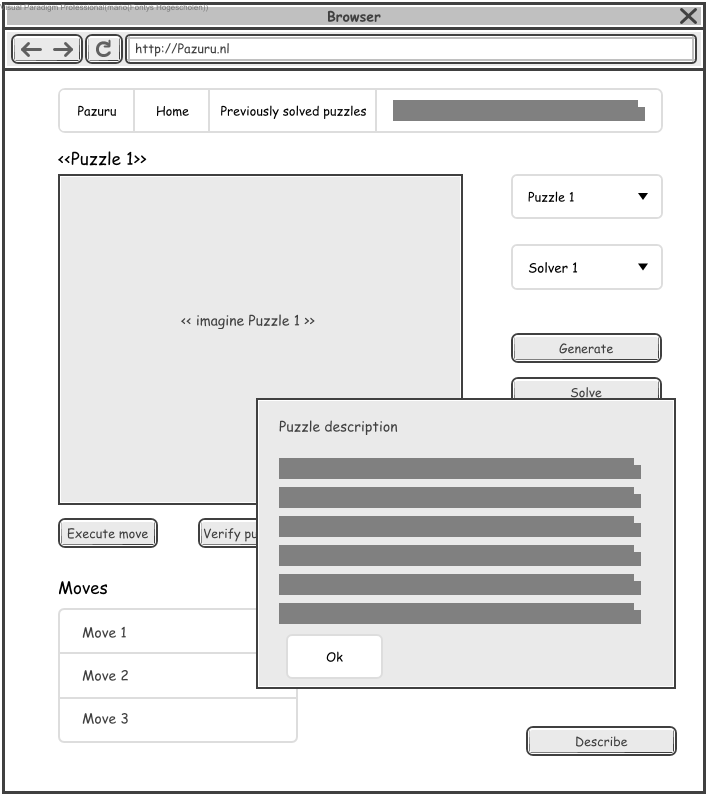 Visual Paradigm Professional(mano(Fontys Hogescholen))
Browser
http://Pazuru.nl
Pazuru
Home
Previously solved puzzles
<<Puzzle 1>>
Puzzle 1
<< imagine Puzzle 1 >>
Solver 1
Generate
Solve
Puzzle description
Execute move
Verify pu
Moves
Move 1
Ok
Move 2
Move 3
Describe